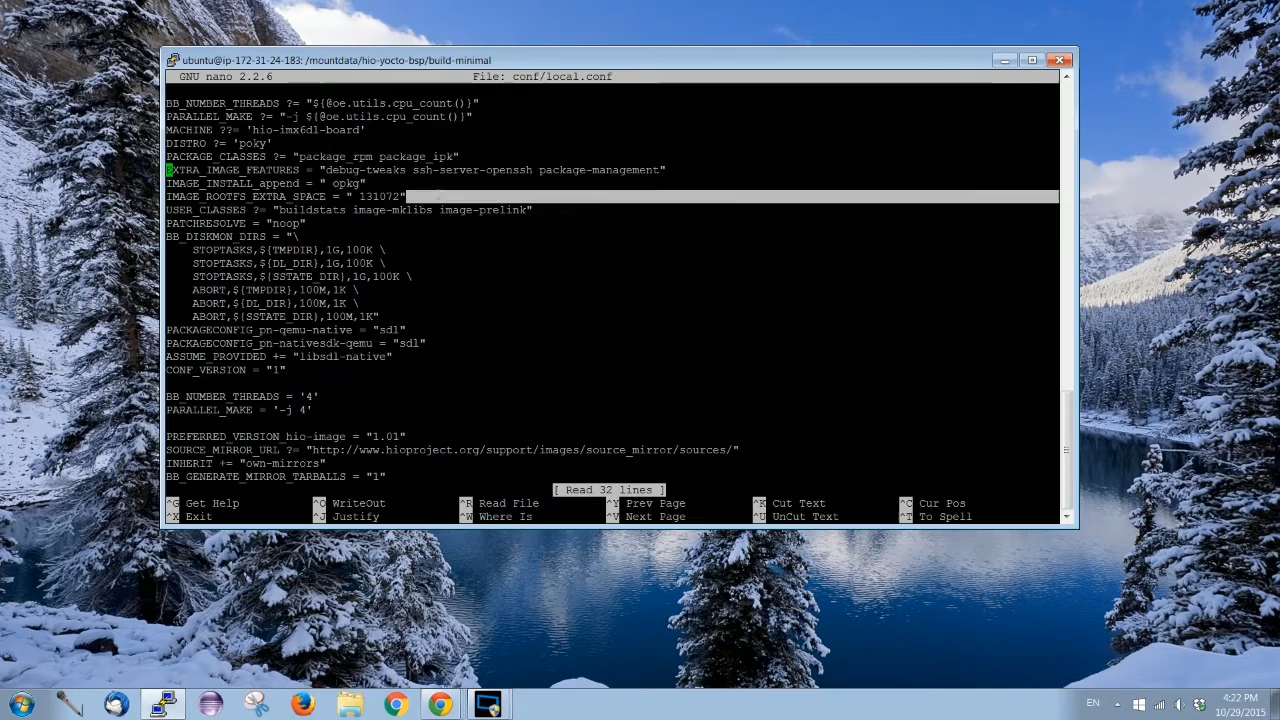 ubuntu@ip-172-31-24-183: /mountdata/hio-yocto-bsp/build-minimal
GNU nano 2.2.6 File: conf/local.conf
BB_NUMBER_THREADS ?= "${@oe.utils.cpu_count()}"
PARALLEL_MAKE ?= "-j ${@oe.utils.cpu_count()}"
MACHINE ??= 'hio-imx6dl-board'
DISTRO ?= 'poky'
PACKAGE_CLASSES ?= "package_rpm package_ipk"
EXTRA_IMAGE_FEATURES = "debug-tweaks ssh-server-openssh package-management"
IMAGE_INSTALL_append = " opkg"
IMAGE_ROOTFS_EXTRA_SPACE = " 131072"
USER_CLASSES ?= "buildstats image-mklibs image-prelink"
PATCHRESOLVE = "noop"
BB_DISKMON_DIRS = "\
STOPTASKS,${TMPDIR},1G,100K \
STOPTASKS,${DL_DIR},1G,100K \
STOPTASKS,${SSTATE_DIR},1G,100K \
ABORT,${TMPDIR},100M,1K \
ABORT,${DL_DIR},100M,1K \
ABORT,${SSTATE_DIR},100M,1K"
PACKAGECONFIG_pn-qemu-native = "sdl"
PACKAGECONFIG_pn-nativesdk-qemu = "sdl"
ASSUME_PROVIDED += "libsdl-native"
CONF_VERSION = "1"
BB_NUMBER_THREADS = '4'
PARALLEL_MAKE = '-j 4'
PREFERRED_VERSION_hio-image = "1.01"
SOURCE_MIRROR_URL ?= "http://www.hioproject.org/support/images/source_mirror/sources/"
INHERIT += "own-mirrors"
BB_GENERATE_MIRROR_TARBALLS = "1"
[ Read 32 lines ]
^G Get Help ^O WriteOut ^R Read File ^Y Prev Page ^K Cut Text ^C Cur Pos
^X Exit ^J Justify ^W Where Is ^V Next Page ^U UnCut Text ^T To Spell
EN
4:22 PM
10/29/2015